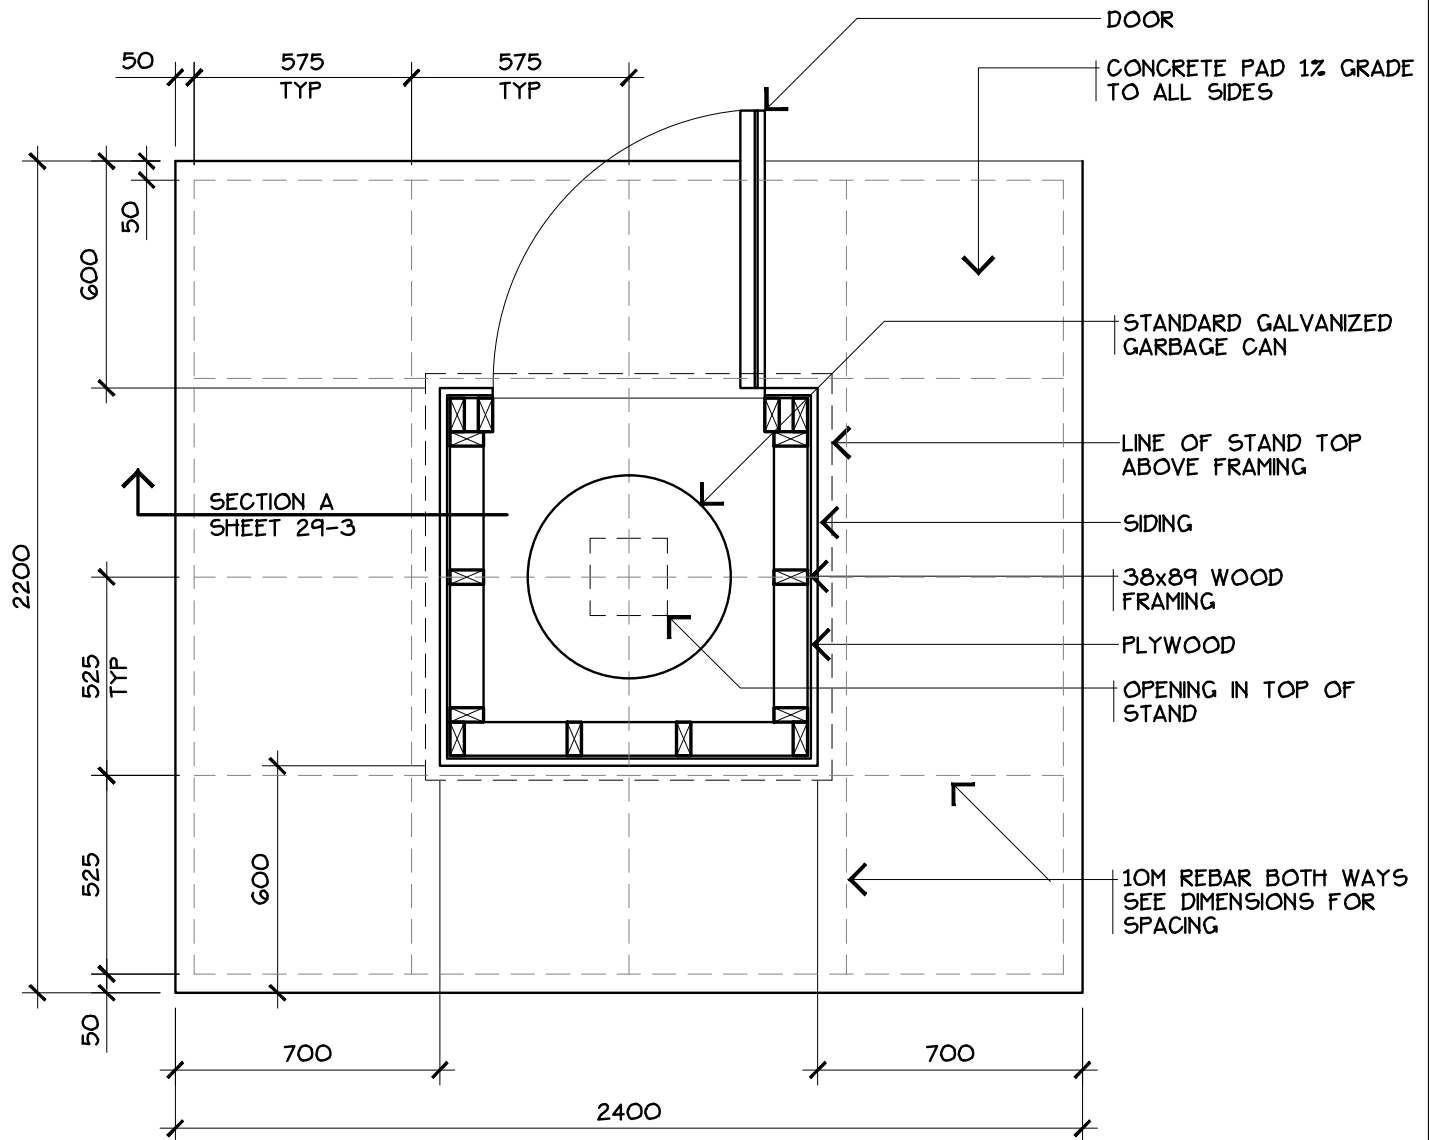 DOOR
50
575
TYP
575
TYP
CONCRETE PAD 1% GRADE
TO ALL SIDES
50
600
STANDARD GALVANIZED
GARBAGE CAN
LINE OF STAND TOP
ABOVE FRAMING
SECTION A
SHEET 29-3
SIDING
2200
38x89 WOOD
FRAMING
PLYWOOD
525
TYP
OPENING IN TOP OF
STAND
525
600
10M REBAR BOTH WAYS
SEE DIMENSIONS FOR
SPACING
50
700
700
2400